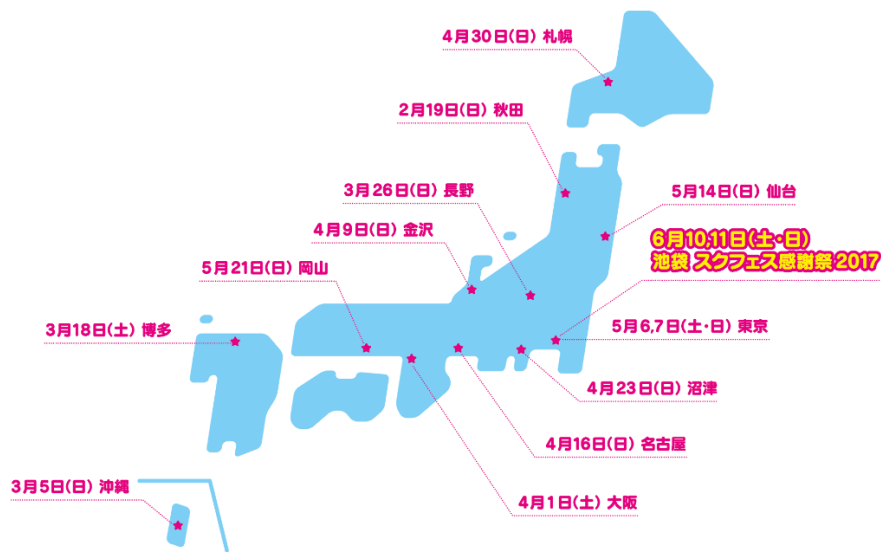 4月30日(日) 札幌
2月19日(日) 秋田
3月26日(日) 長野
5月14日(日) 仙台
4月9日(日) 金沢
6月10,11日(土・日)
池袋 スクフェス感謝祭2017
5月21日(日) 岡山
3月18日(土) 博多
5月6,7日(土・日) 東京
4月23日(日) 沼津
4月16日(日) 名古屋
3月5日(日) 沖縄
4月1日(土) 大阪